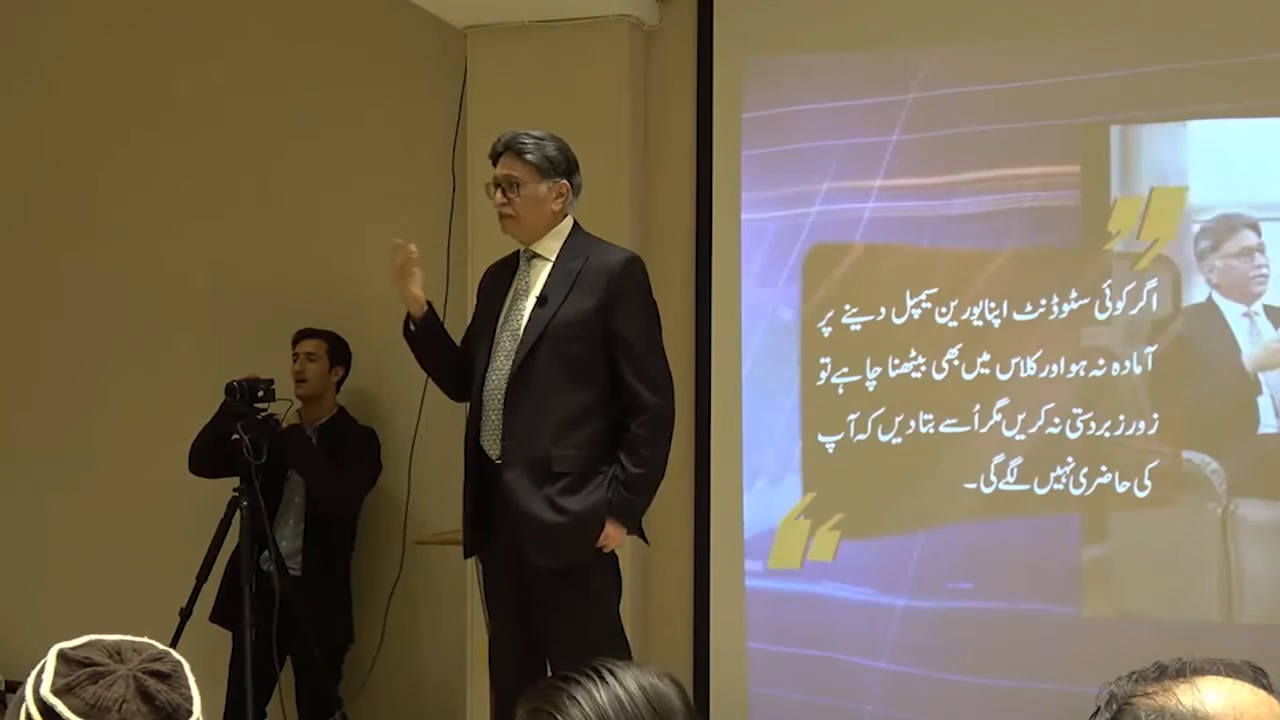 اگر کوئی سٹوڈنٹ اپنا یورین سیمپل دینے پر
آمادہ نہ ہو اور کلاس میں بھی بیٹھنا چاہے تو
زور زبردستی نہ کریں مگر اُسے بتا دیں کہ آپ
کی حاضری نہیں لگے گی۔